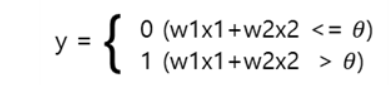 y = { 0 (w1x1+w2x2 <= θ)
1 (w1x1+w2x2 > θ)